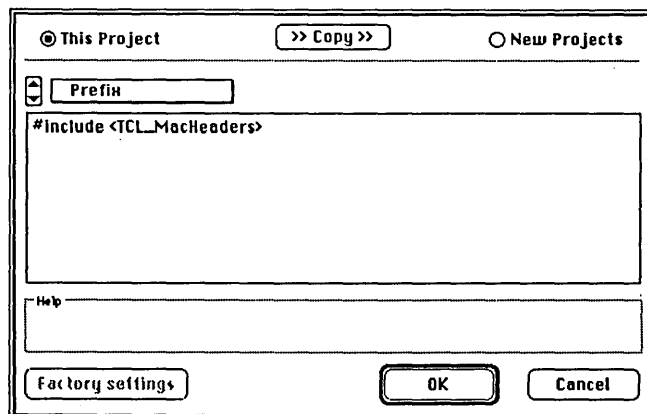 This Project >> Copy >> New Projects
Prefix
#include <TCL_MacHeaders>
Help
Factory settings OK Cancel